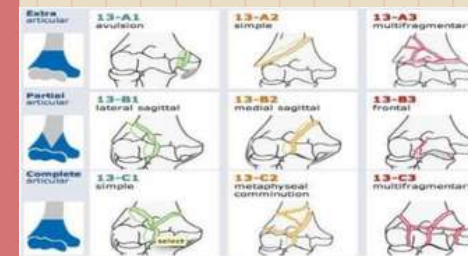 Extra
articular
13-A1
avulsion
13-A2
simple
13-A3
multifragmentar
Partial
articular
13-B1
lateral sagittal
13-B2
medial sagittal
13-B3
frontal
Complete
articular
13-C1
simple
select
13-C2
metaphyseal
comminution
13-C3
multifragmentar